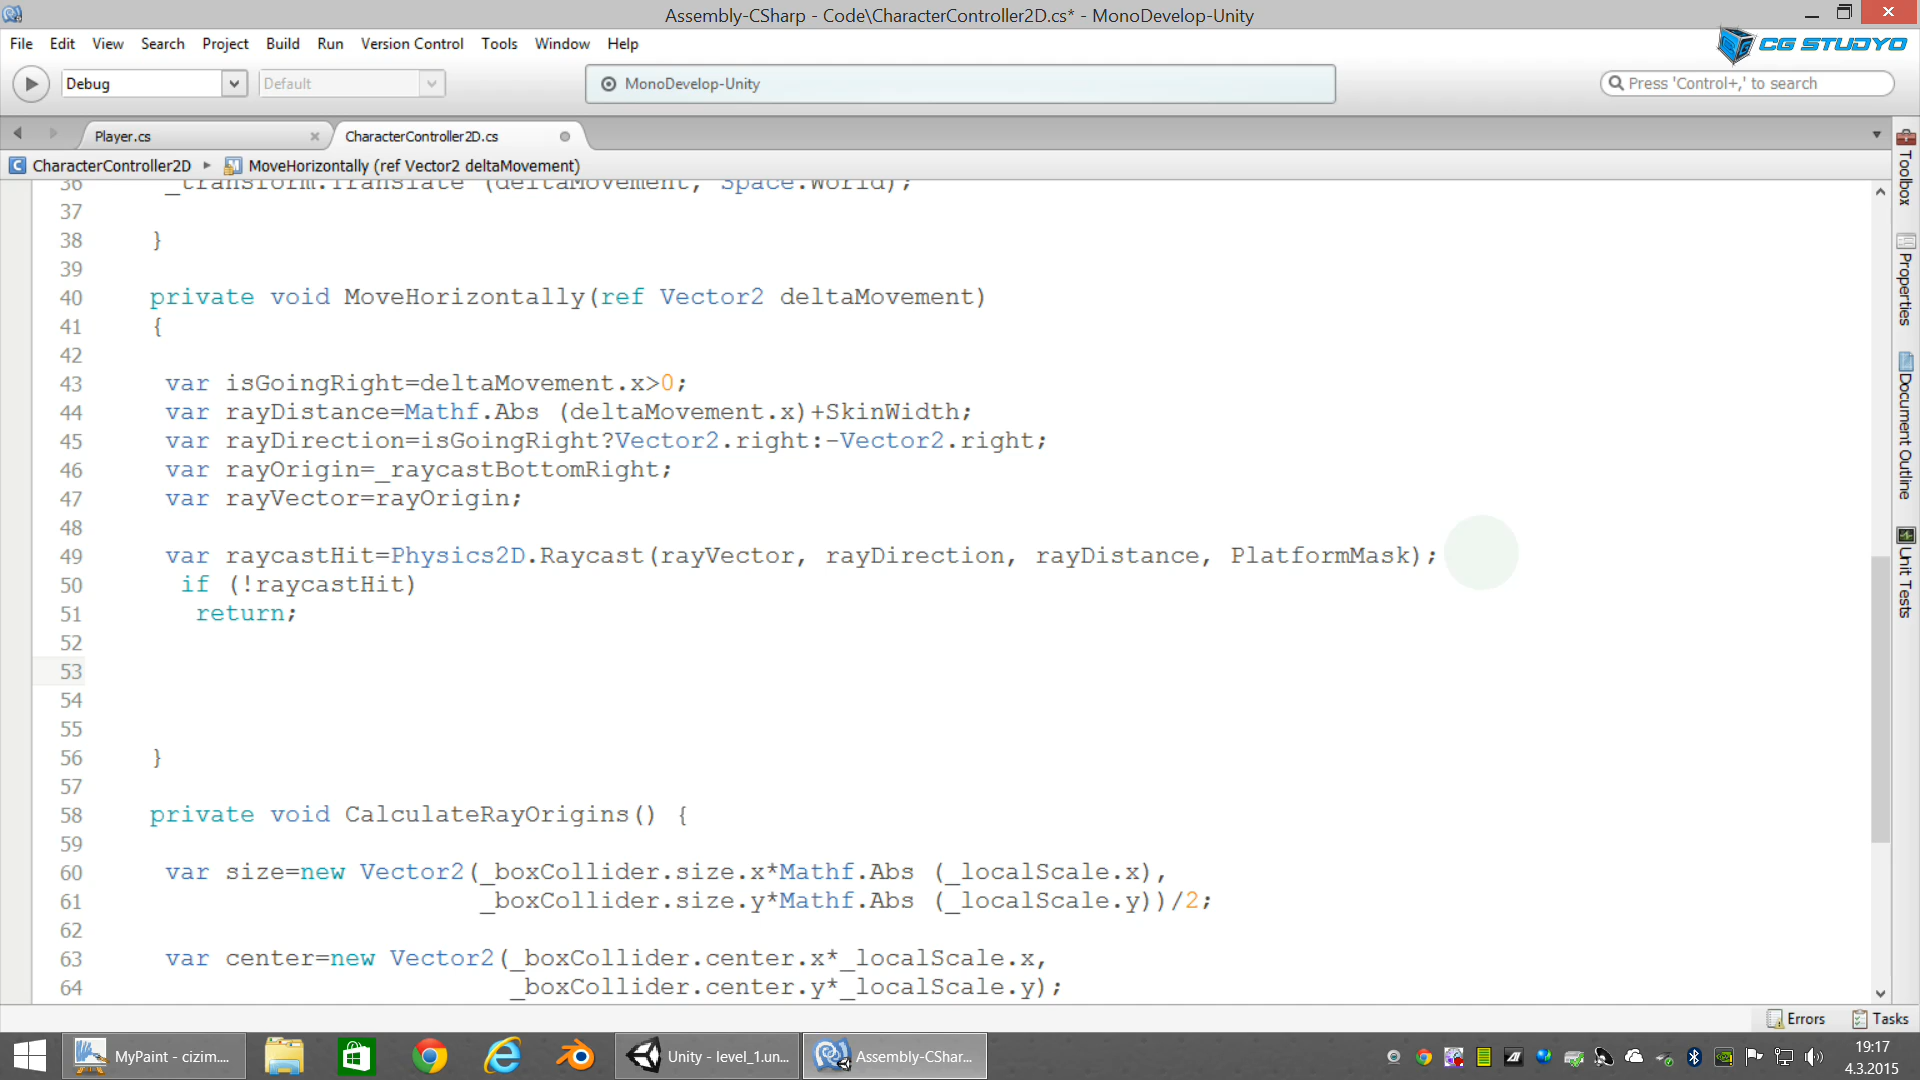 Assembly-CSharp - Code\CharacterController2D.cs* - MonoDevelop-Unity
File Edit View Search Project Build Run Version Control Tools Window Help
CG STUDYO
Debug
Default
MonoDevelop-Unity
Press 'Control+,' to search
Player.cs
CharacterController2D.cs
CharacterController2D
MoveHorizontally (ref Vector2 deltaMovement)
Toolbox
Properties
Document Outline
Unit Tests
36 _transform.Translate (deltaMovement, Space.World);
37
38 }
39
40 private void MoveHorizontally(ref Vector2 deltaMovement)
41 {
42
43 var isGoingRight=deltaMovement.x>0;
44 var rayDistance=Mathf.Abs (deltaMovement.x)+SkinWidth;
45 var rayDirection=isGoingRight?Vector2.right:-Vector2.right;
46 var rayOrigin=_raycastBottomRight;
47 var rayVector=rayOrigin;
48
49 var raycastHit=Physics2D.Raycast(rayVector, rayDirection, rayDistance, PlatformMask);
50 if (!raycastHit)
51 return;
52
53
54
55
56 }
57
58 private void CalculateRayOrigins() {
59
60 var size=new Vector2(_boxCollider.size.x*Mathf.Abs (_localScale.x),
61 _boxCollider.size.y*Mathf.Abs (_localScale.y))/2;
62
63 var center=new Vector2(_boxCollider.center.x*_localScale.x,
64 _boxCollider.center.y*_localScale.y);
Errors Tasks
MyPaint - cizim....
Unity - level_1.un...
Assembly-CShar...
19:17
4.3.2015